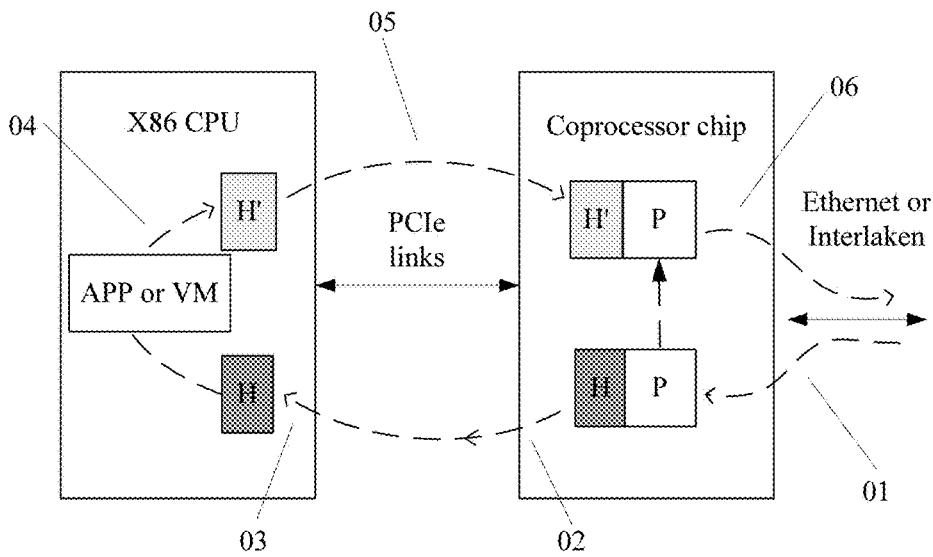 05
04
X86 CPU
Coprocessor chip
06
H'
H'
P
Ethernet or
Interlaken
PCIe
links
APP or VM
H
H
P
03
02
01